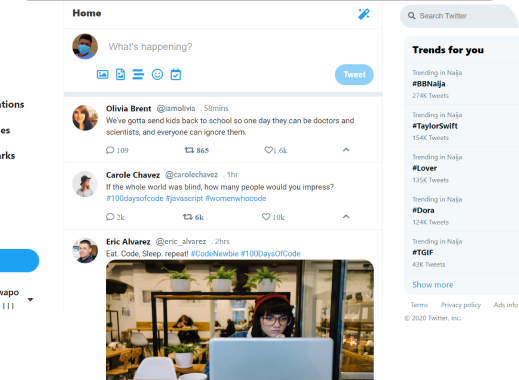 Home
Search Twitter
What's happening?
Tweet
ations
es
arks
wapo
Olivia Brent @iamolivia . 58mins
We've gotta send kids back to school so one day they can be doctors and
scientists, and everyone can ignore them.
109 865 1.6k
Carole Chavez @carolechavez . 1hr
If the whole world was blind, how many people would you impress?
#100daysofcode #javascript #womenwhocode
2k 6k 10k
Eric Alvarez @eric_alvarez . 2hrs
Eat. Code, Sleep. repeat! #CodeNewbie #100DaysOfCode
Trends for you
Trending in Naija
#BBNaija
274K Tweets
Trending in Naija
#TaylorSwift
154K Tweets
Trending in Naija
#Lover
135K Tweets
Trending in Naija
#Dora
124K Tweets
Trending in Naija
#TGIF
43K Tweets
Show more
Terms Privacy policy Ads info
© 2020 Twitter, Inc.